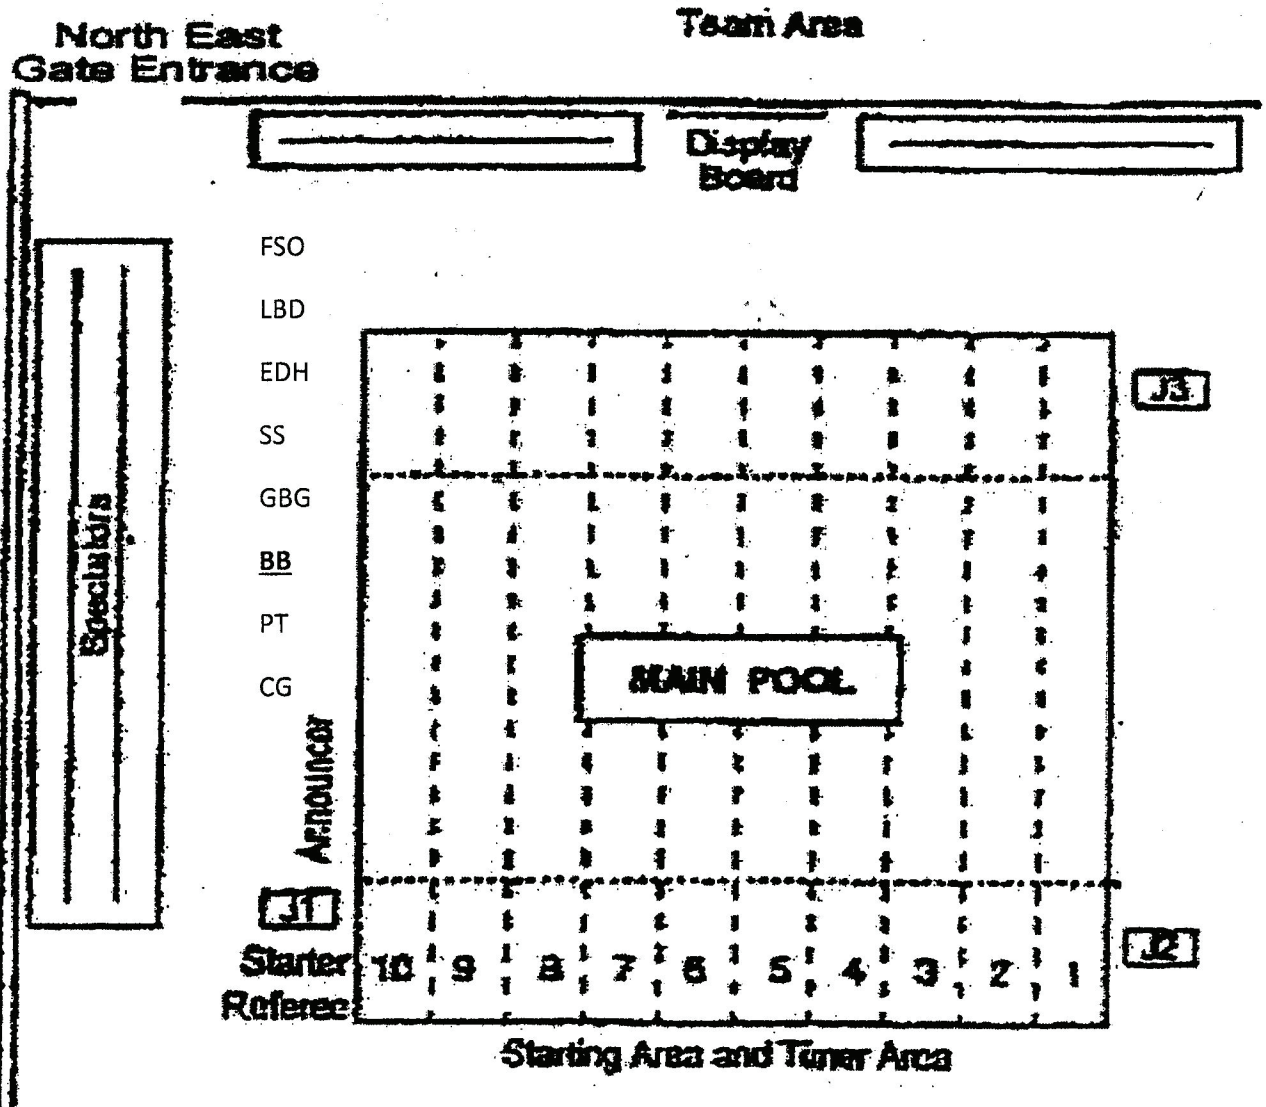 Team Area
North East
Gate Entrance
Display
Board
FSO
LBD
EDH
SS
GBG
BB
PT
CG
J3
Spectators
MAIN POOL
Announcer
J1
J2
Starter
Referee
10 9 8 7 6 5 4 3 2 1
Starting Area and Timer Area